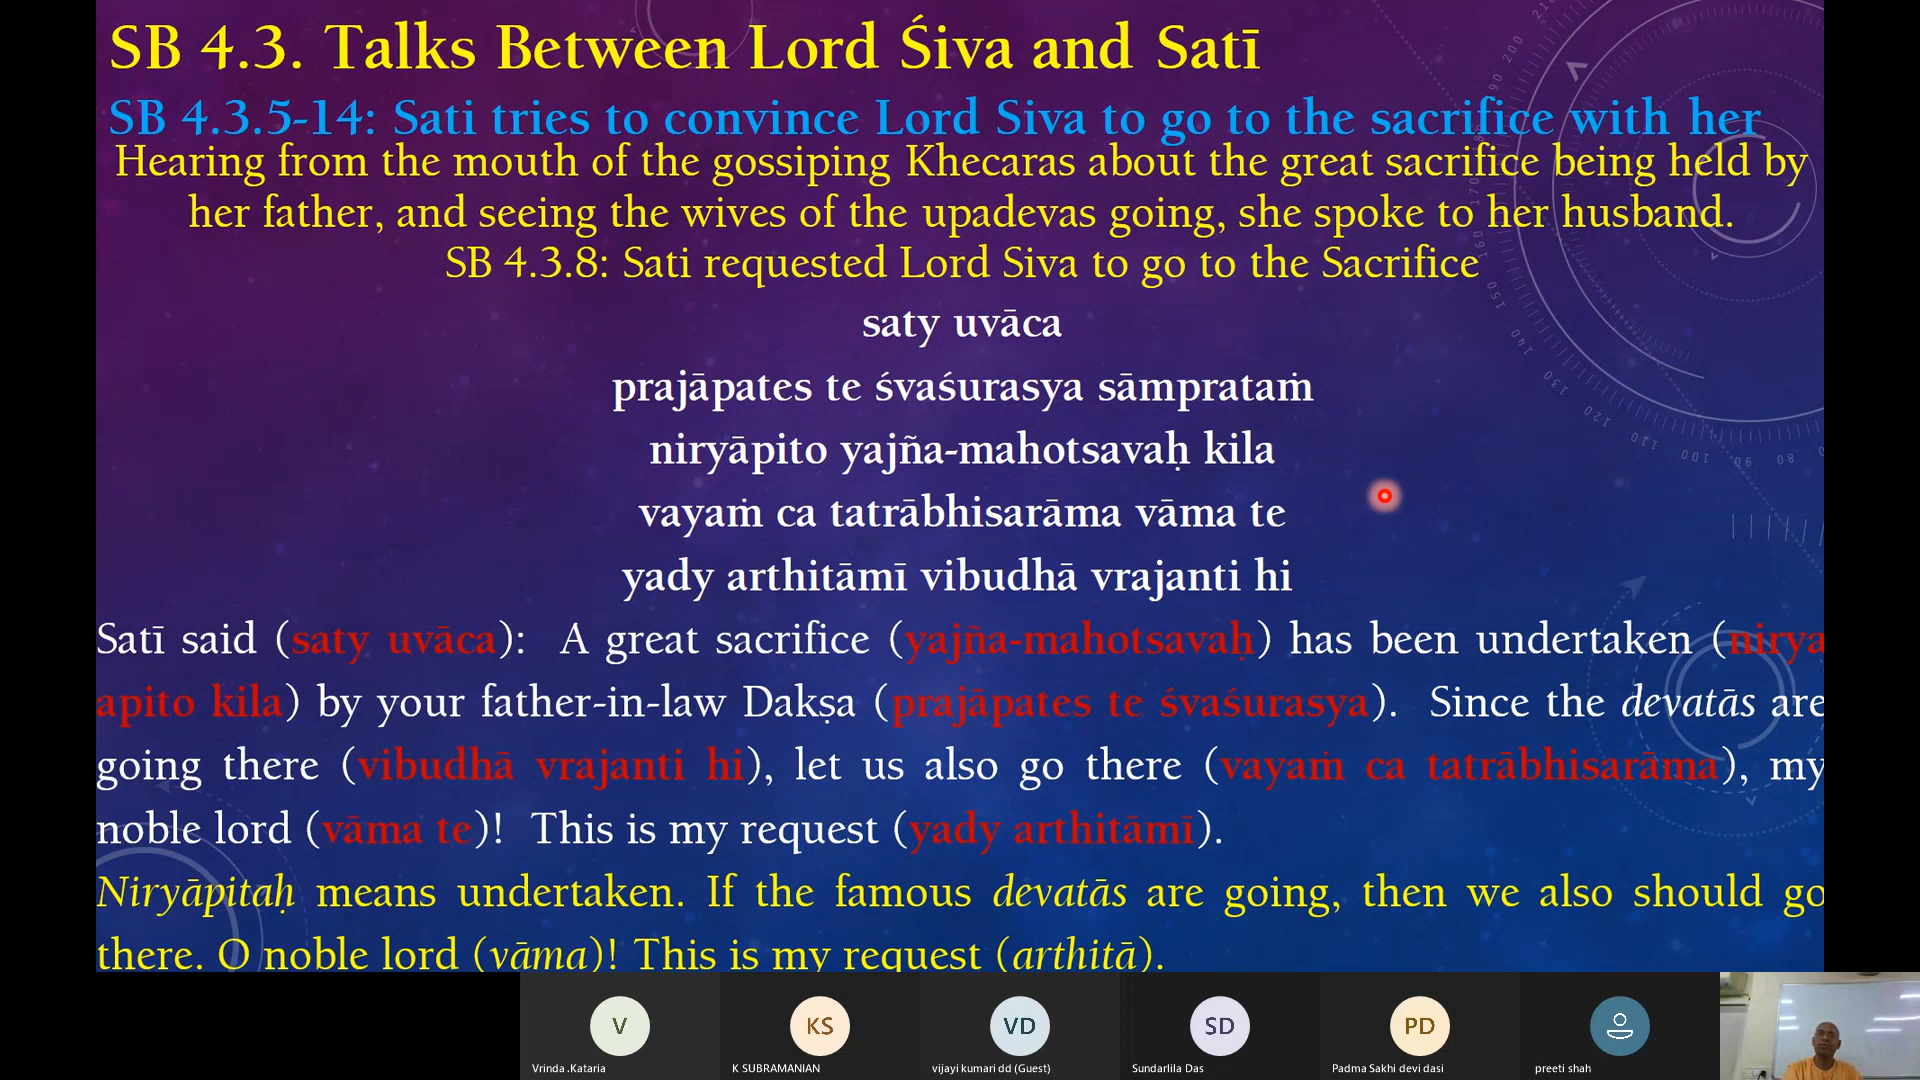 SB 4.3. Talks Between Lord Śiva and Satī
SB 4.3.5-14: Sati tries to convince Lord Siva to go to the sacrifice with her
Hearing from the mouth of the gossiping Khecaras about the great sacrifice being held by
her father, and seeing the wives of the upadevas going, she spoke to her husband.
SB 4.3.8: Sati requested Lord Siva to go to the Sacrifice
saty uvāca
prajāpates te śvaśurasya sāmprataṁ
niryāpito yajña-mahotsavaḥ kila
vayaṁ ca tatrābhisarāma vāma te
yady arthitāmī vibudhā vrajanti hi
Satī said (saty uvāca): A great sacrifice (yajña-mahotsavaḥ) has been undertaken (nirya
apito kila) by your father-in-law Dakṣa (prajāpates te śvaśurasya). Since the devatās are
going there (vibudhā vrajanti hi), let us also go there (vayaṁ ca tatrābhisarāma), my
noble lord (vāma te)! This is my request (yady arthitāmī).
Niryāpitaḥ means undertaken. If the famous devatās are going, then we also should go
there. O noble lord (vāma)! This is my request (arthitā).
V KS VD SD PD
Vrinda .Kataria K SUBRAMANIAN vijayi kumari dd (Guest) Sundarlila Das Padma Sakhi devi dasi preeti shah